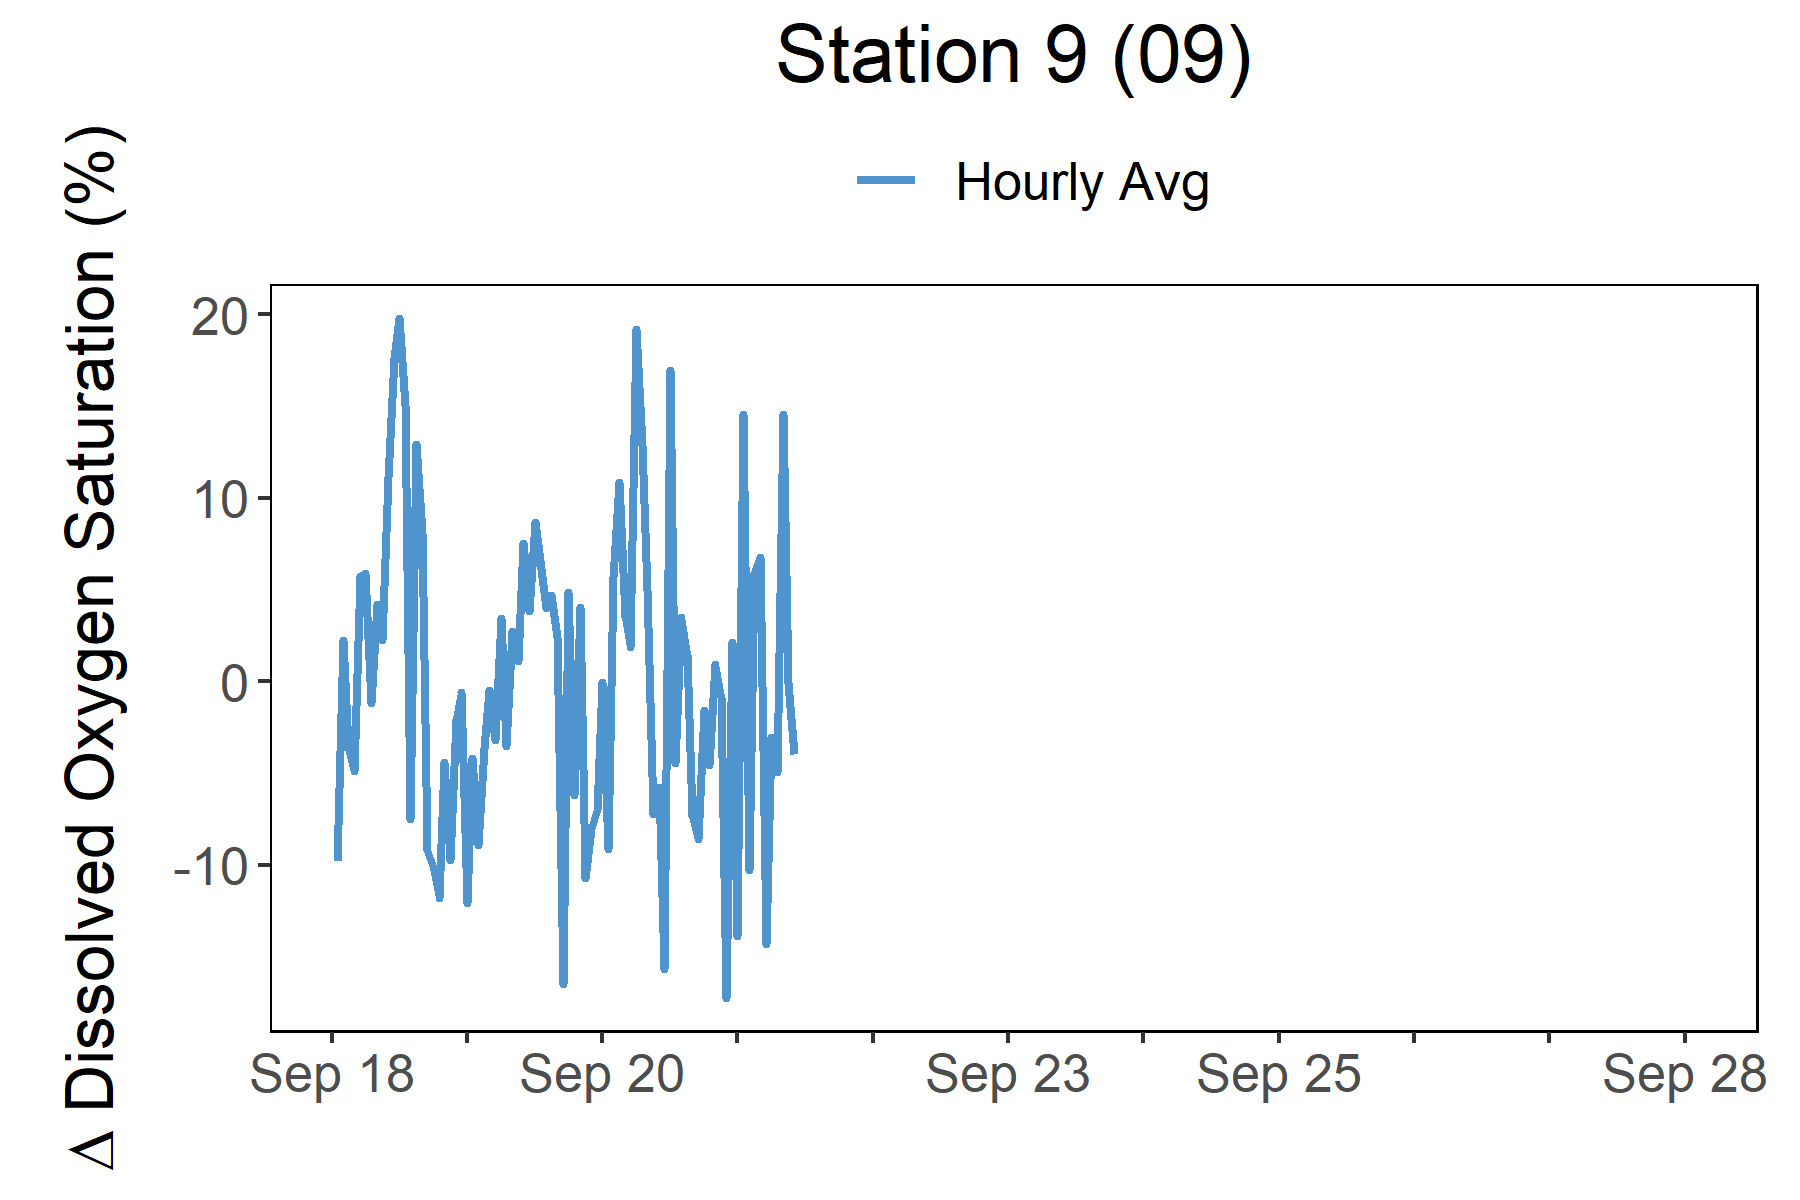 Station 9 (09)
Hourly Avg
Δ Dissolved Oxygen Saturation (%)
20
10
0
-10
Sep 18 Sep 20 Sep 23 Sep 25 Sep 28